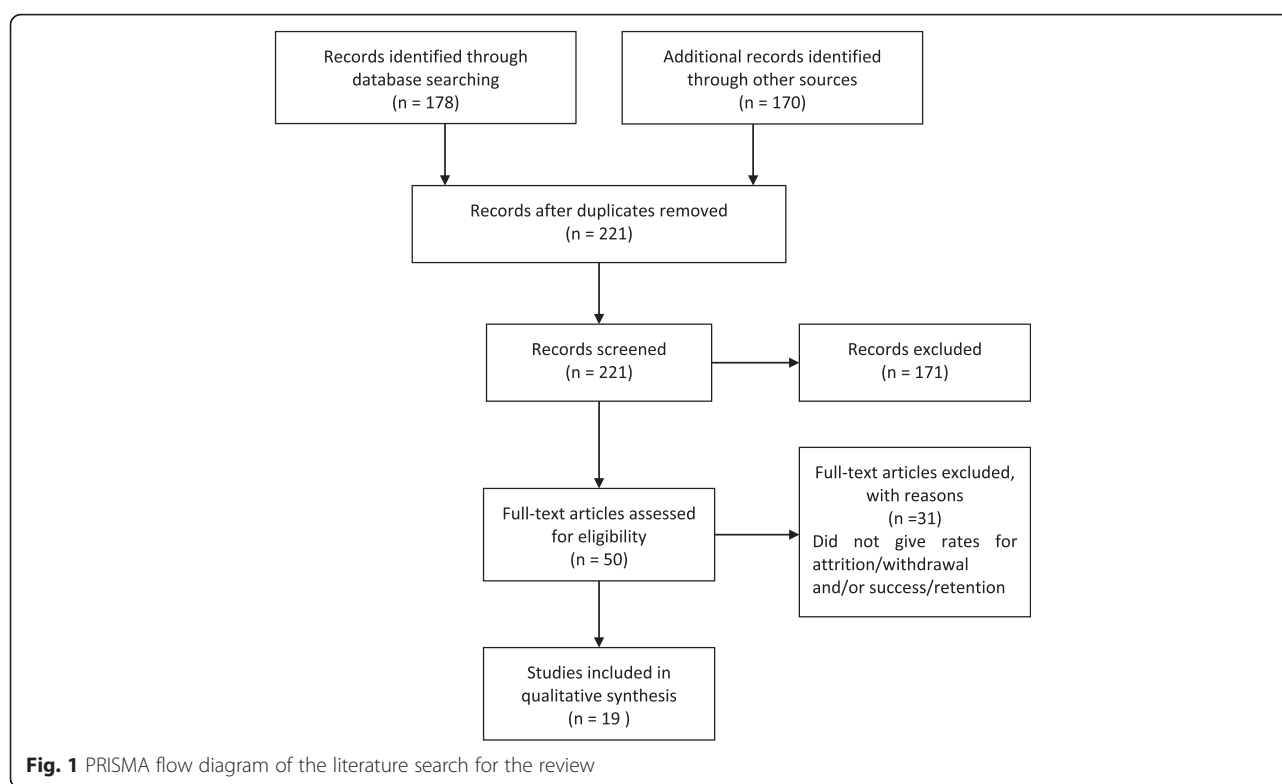 Records identified through
database searching
(n = 178)
Additional records identified
through other sources
(n = 170)
Records after duplicates removed
(n = 221)
Records screened
(n = 221)
Records excluded
(n = 171)
Full-text articles assessed
for eligibility
(n = 50)
Full-text articles excluded,
with reasons
(n =31)
Did not give rates for
attrition/withdrawal
and/or success/retention
Studies included in
qualitative synthesis
(n = 19 )
Fig. 1 PRISMA flow diagram of the literature search for the review